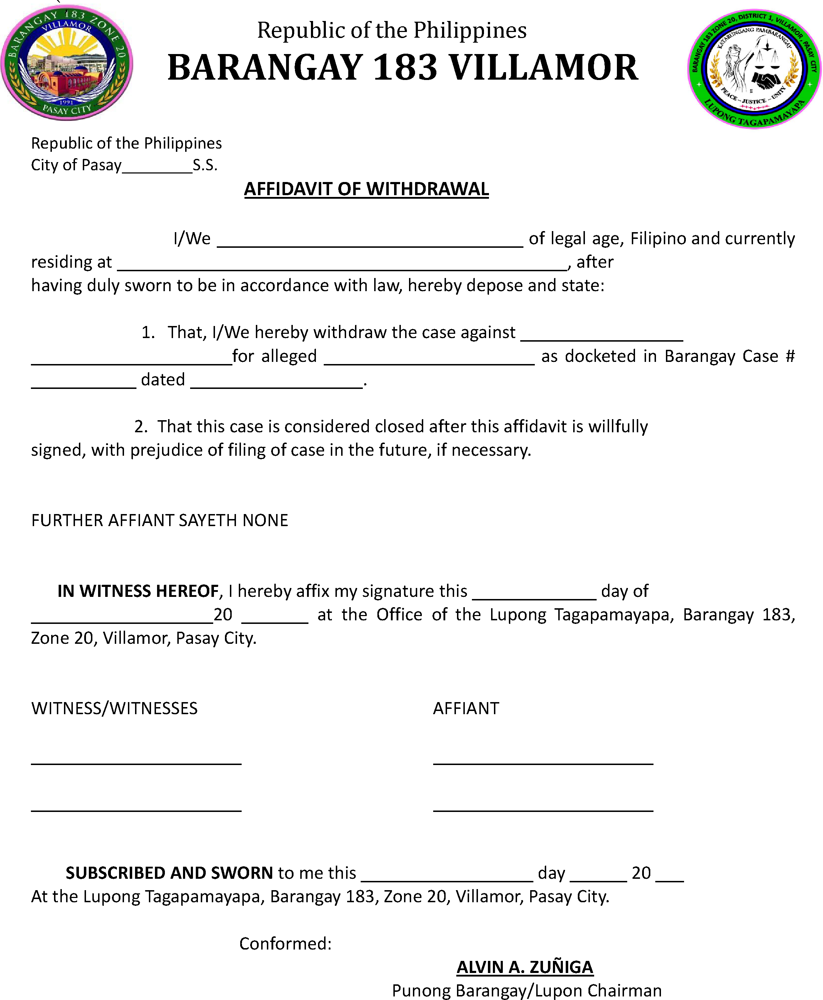 BARANGAY 183 ZONE 20
VILLAMOR
1991
PASAY CITY
Republic of the Philippines
BARANGAY 183 VILLAMOR
BARANGAY 183 ZONE 20, DISTRICT 1, VILLAMOR, PASAY CITY
KATARUNGANG PAMBARANGAY
PEACE – JUSTICE – UNITY
LUPONG TAGAPAMAYAPA
Republic of the Philippines
City of Pasay________S.S.
AFFIDAVIT OF WITHDRAWAL
I/We ________________________________ of legal age, Filipino and currently
residing at _______________________________________________, after
having duly sworn to be in accordance with law, hereby depose and state:
1. That, I/We hereby withdraw the case against _________________
_____________________for alleged ______________________ as docketed in Barangay Case #
___________ dated __________________.
2. That this case is considered closed after this affidavit is willfully
signed, with prejudice of filing of case in the future, if necessary.
FURTHER AFFIANT SAYETH NONE
IN WITNESS HEREOF, I hereby affix my signature this _____________ day of
___________________20 _______ at the Office of the Lupong Tagapamayapa, Barangay 183,
Zone 20, Villamor, Pasay City.
WITNESS/WITNESSES AFFIANT
______________________ _______________________
______________________ _______________________
SUBSCRIBED AND SWORN to me this __________________ day ______ 20 ___
At the Lupong Tagapamayapa, Barangay 183, Zone 20, Villamor, Pasay City.
Conformed:
ALVIN A. ZUÑIGA
Punong Barangay/Lupon Chairman